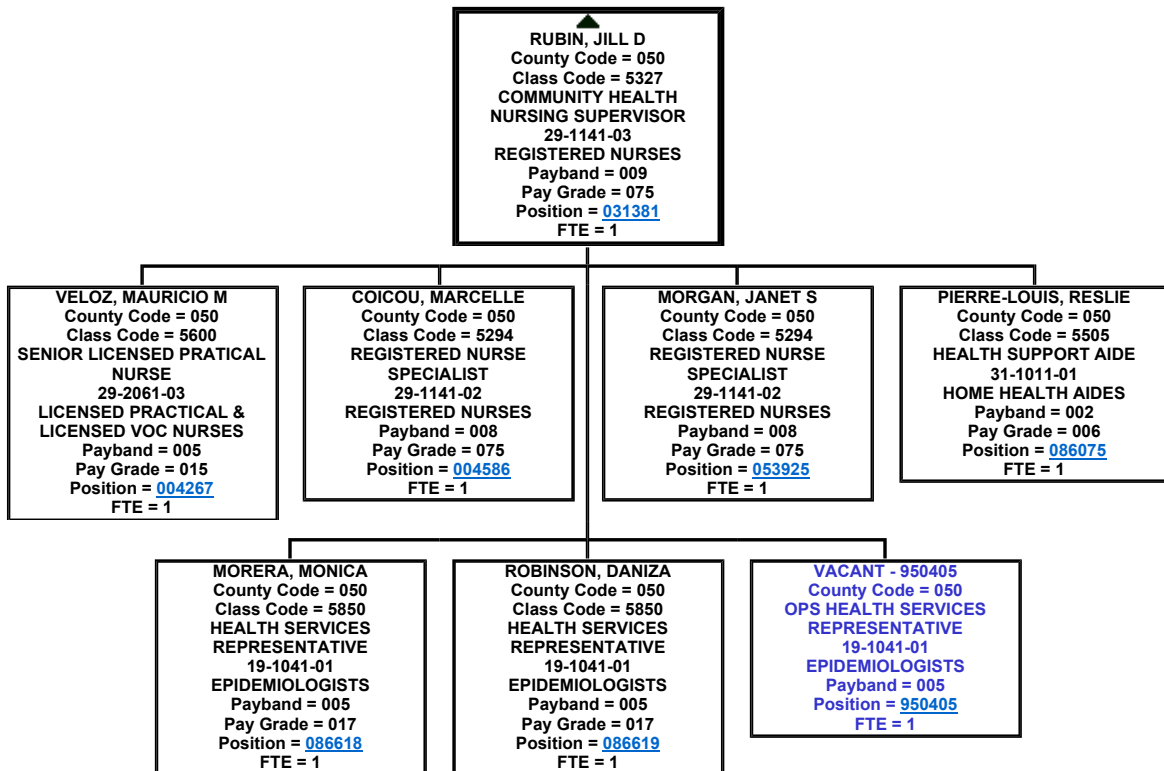 RUBIN, JILL D
County Code = 050
Class Code = 5327
COMMUNITY HEALTH
NURSING SUPERVISOR
29-1141-03
REGISTERED NURSES
Payband = 009
Pay Grade = 075
Position = 031381
FTE = 1
VELOZ, MAURICIO M
County Code = 050
Class Code = 5600
SENIOR LICENSED PRATICAL
NURSE
29-2061-03
LICENSED PRACTICAL &
LICENSED VOC NURSES
Payband = 005
Pay Grade = 015
Position = 004267
FTE = 1
COICOU, MARCELLE
County Code = 050
Class Code = 5294
REGISTERED NURSE
SPECIALIST
29-1141-02
REGISTERED NURSES
Payband = 008
Pay Grade = 075
Position = 004586
FTE = 1
MORGAN, JANET S
County Code = 050
Class Code = 5294
REGISTERED NURSE
SPECIALIST
29-1141-02
REGISTERED NURSES
Payband = 008
Pay Grade = 075
Position = 053925
FTE = 1
PIERRE-LOUIS, RESLIE
County Code = 050
Class Code = 5505
HEALTH SUPPORT AIDE
31-1011-01
HOME HEALTH AIDES
Payband = 002
Pay Grade = 006
Position = 086075
FTE = 1
MORERA, MONICA
County Code = 050
Class Code = 5850
HEALTH SERVICES
REPRESENTATIVE
19-1041-01
EPIDEMIOLOGISTS
Payband = 005
Pay Grade = 017
Position = 086618
FTE = 1
ROBINSON, DANIZA
County Code = 050
Class Code = 5850
HEALTH SERVICES
REPRESENTATIVE
19-1041-01
EPIDEMIOLOGISTS
Payband = 005
Pay Grade = 017
Position = 086619
FTE = 1
VACANT - 950405
County Code = 050
OPS HEALTH SERVICES
REPRESENTATIVE
19-1041-01
EPIDEMIOLOGISTS
Payband = 005
Position = 950405
FTE = 1